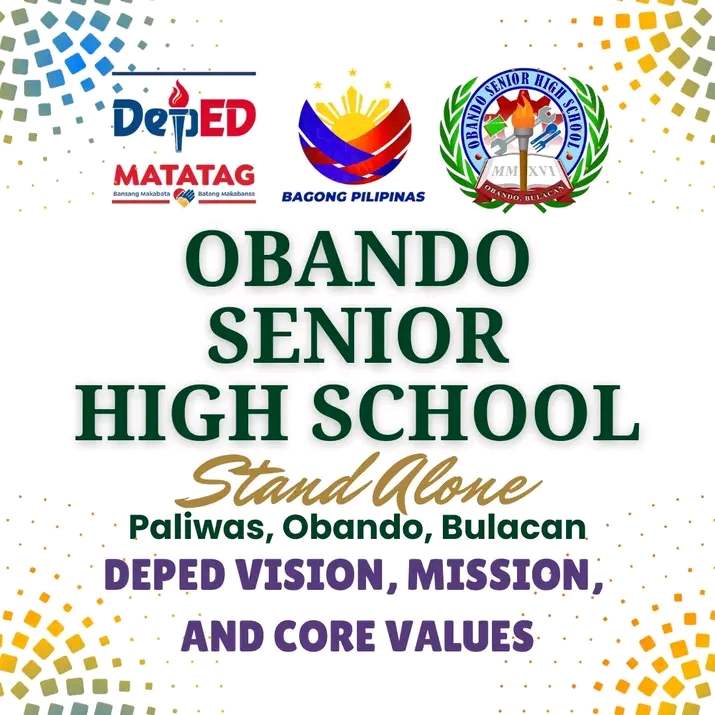 DepED
MATATAG
Bansang Makabata Batang Makabansa
BAGONG PILIPINAS
OBANDO SENIOR HIGH SCHOOL
MMXVI
OBANDO, BULACAN
OBANDO
SENIOR
HIGH SCHOOL
Stand Alone
Paliwas, Obando, Bulacan
DEPED VISION, MISSION,
AND CORE VALUES